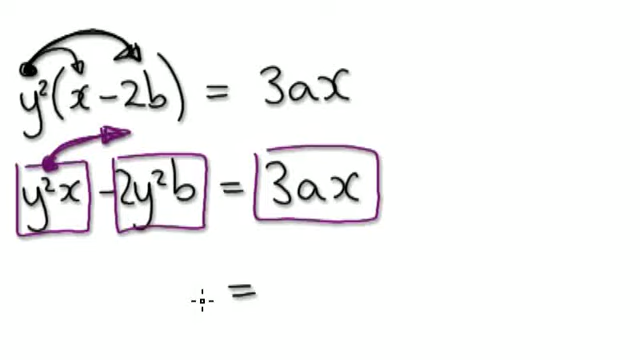 y²(x - 2b) = 3ax
y²x - 2y²b = 3ax
=